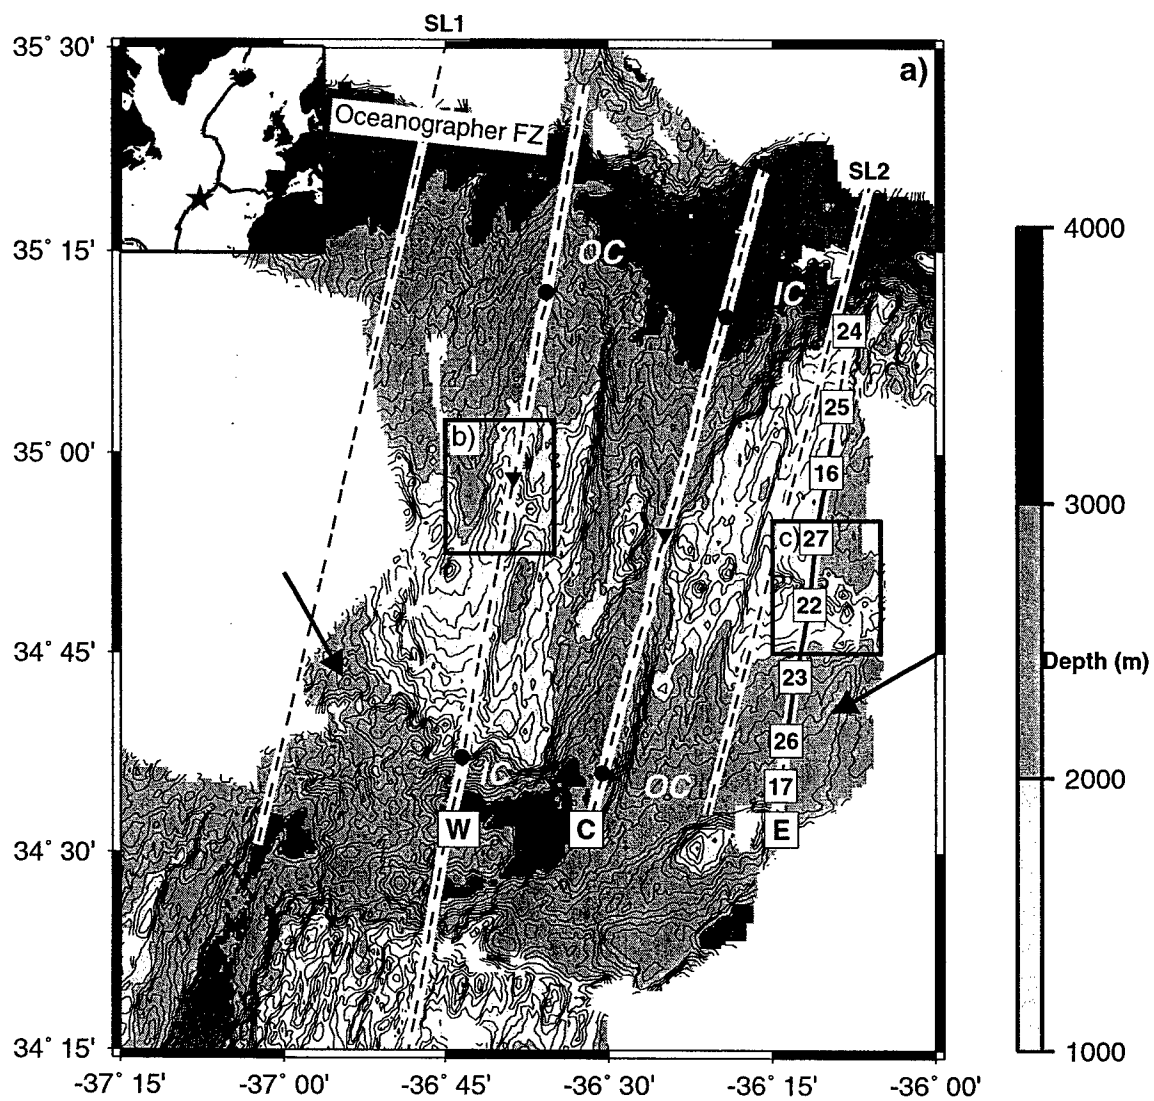 SL1
35° 30'
a)
Oceanographer FZ
SL2
4000
35° 15'
OC
IC
24
25
35° 00'
b)
16
3000
c)
27
22
34° 45'
Depth (m)
23
26
IC
OC
17
2000
W
C
E
34° 30'
34° 15'
1000
-37° 15'
-37° 00'
-36° 45'
-36° 30'
-36° 15'
-36° 00'